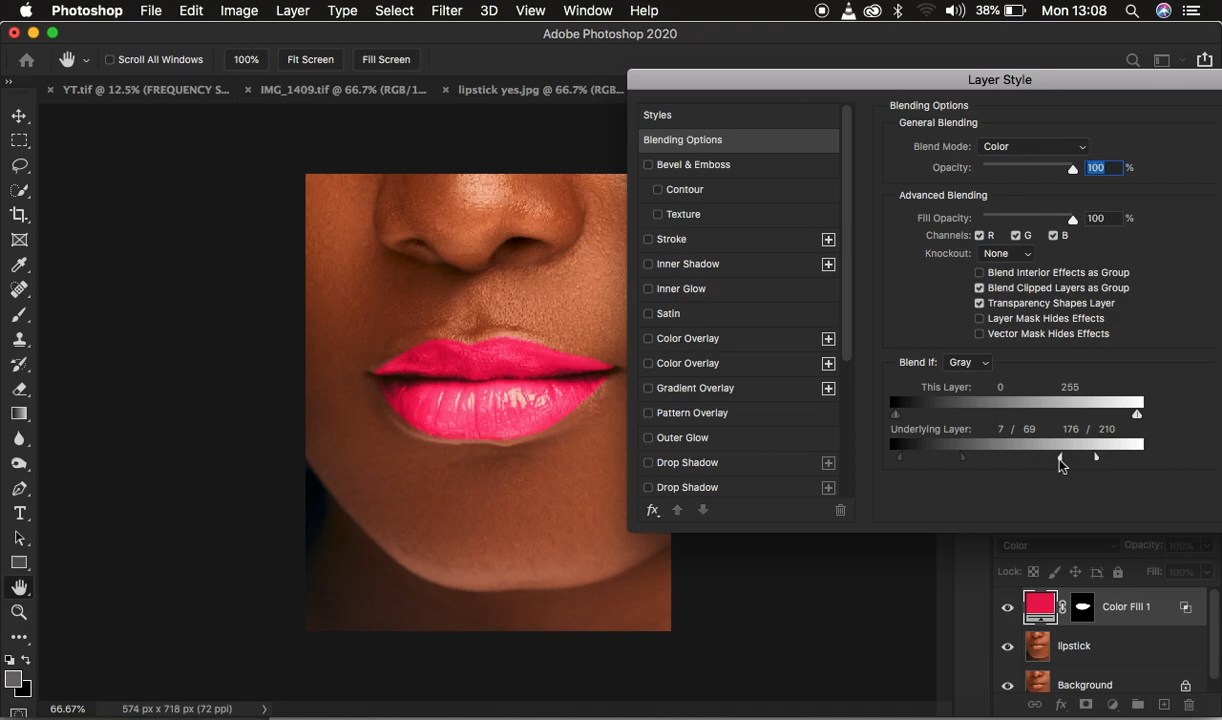 Photoshop File Edit Image Layer Type Select Filter 3D View Window Help 38% Mon 13:08
Adobe Photoshop 2020
Scroll All Windows 100% Fit Screen Fill Screen
YT.tif @ 12.5% (FREQUENCY S... IMG_1409.tif @ 66.7% (RGB/1... lipstick yes.jpg @ 66.7% (RGB...
Layer Style
Styles
Blending Options
Bevel & Emboss
Contour
Texture
Stroke
Inner Shadow
Inner Glow
Satin
Color Overlay
Color Overlay
Gradient Overlay
Pattern Overlay
Outer Glow
Drop Shadow
Drop Shadow
fx
Blending Options
General Blending
Blend Mode: Color
Opacity: 100 %
Advanced Blending
Fill Opacity: 100 %
Channels: R G B
Knockout: None
Blend Interior Effects as Group
Blend Clipped Layers as Group
Transparency Shapes Layer
Layer Mask Hides Effects
Vector Mask Hides Effects
Blend If: Gray
This Layer: 0 255
Underlying Layer: 7 / 69 176 / 210
Color Opacity: 100%
Lock: Fill: 100%
Color Fill 1
lipstick
Background
fx
66.67% 574 px x 718 px (72 ppi)